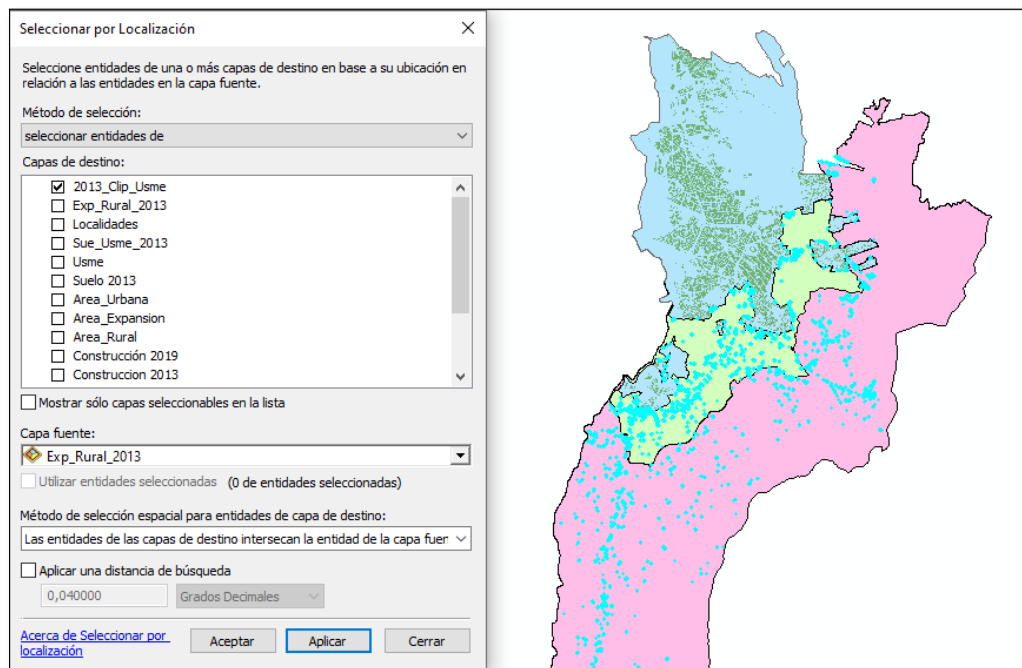 Seleccionar por Localización
Seleccione entidades de una o más capas de destino en base a su ubicación en
relación a las entidades en la capa fuente.
Método de selección:
seleccionar entidades de
Capas de destino:
2013_Clip_Usme
Exp_Rural_2013
Localidades
Sue_Usme_2013
Usme
Suelo 2013
Area_Urbana
Area_Expansion
Area_Rural
Construcción 2019
Construccion 2013
Mostrar sólo capas seleccionables en la lista
Capa fuente:
Exp_Rural_2013
Utilizar entidades seleccionadas (0 de entidades seleccionadas)
Método de selección espacial para entidades de capa de destino:
Las entidades de las capas de destino intersecan la entidad de la capa fuer
Aplicar una distancia de búsqueda
0,040000 Grados Decimales
Acerca de Seleccionar por
localización
Aceptar Aplicar Cerrar